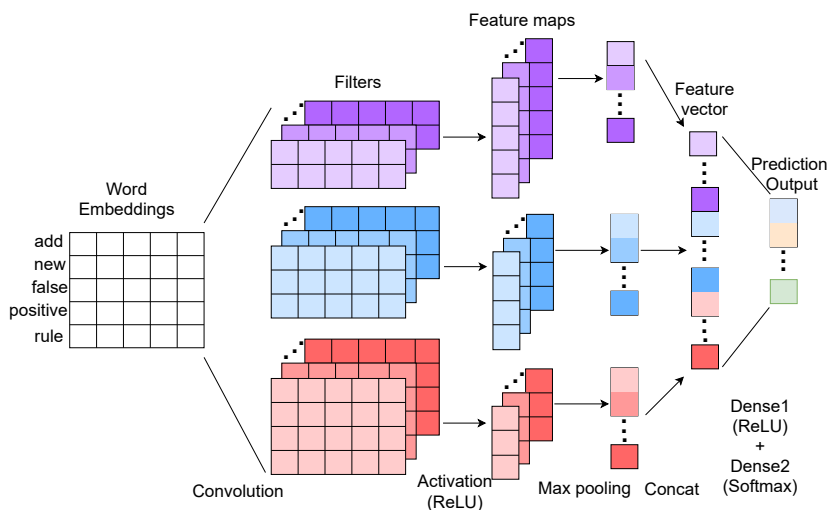 Feature maps
Filters
Feature
vector
Prediction
Output
Word
Embeddings
add
new
false
positive
rule
Convolution
Activation
(ReLU)
Max pooling
Concat
Dense1
(ReLU)
+
Dense2
(Softmax)